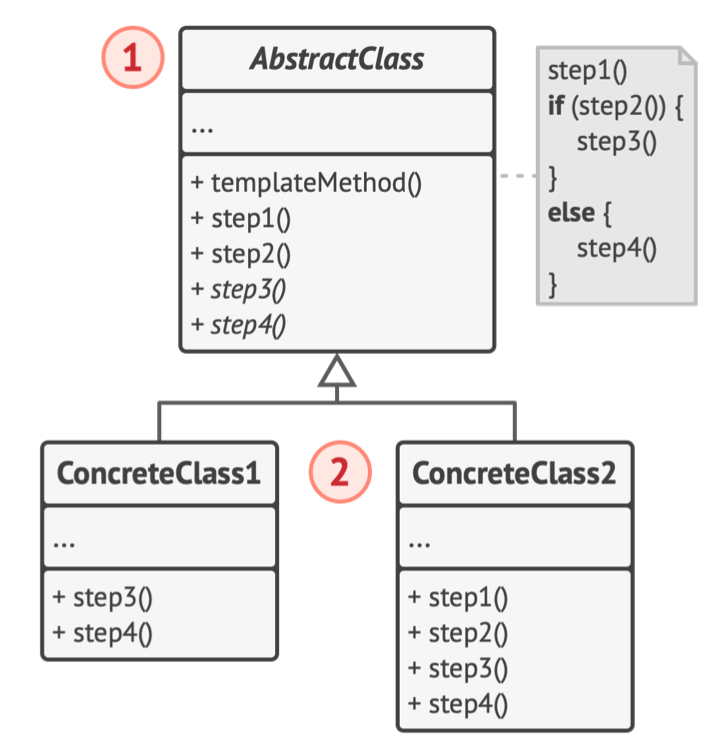 1
AbstractClass
...
+ templateMethod()
+ step1()
+ step2()
+ step3()
+ step4()
step1()
if (step2()) {
step3()
}
else {
step4()
}
ConcreteClass1
...
+ step3()
+ step4()
2
ConcreteClass2
...
+ step1()
+ step2()
+ step3()
+ step4()